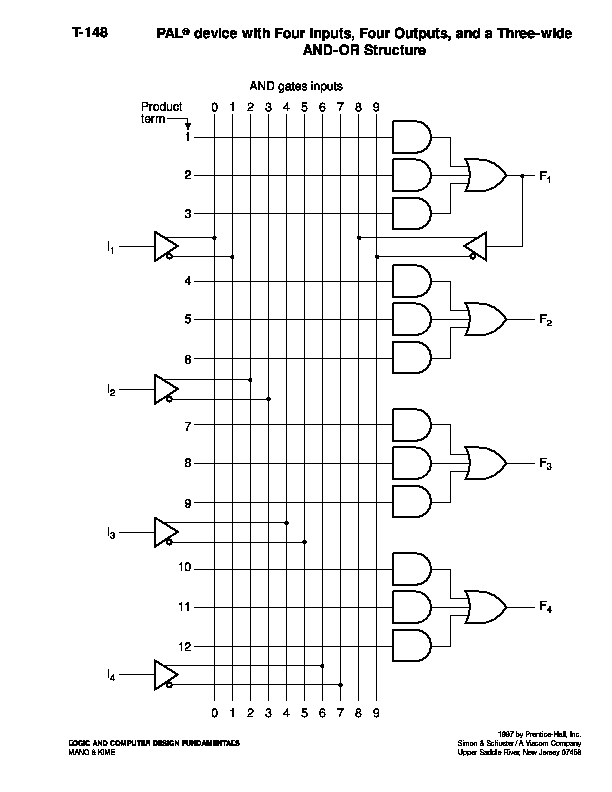 T-148 PAL® device with Four Inputs, Four Outputs, and a Three-wide
AND-OR Structure
AND gates inputs
Product
term
0 1 2 3 4 5 6 7 8 9
1
2
F1
3
I1
4
5
F2
6
I2
7
8
F3
9
I3
10
11
F4
12
I4
0 1 2 3 4 5 6 7 8 9
1997 by Prentice-Hall, Inc.
LOGIC AND COMPUTER DESIGN FUNDAMENTALS
Simon & Schuster / A Viacom Company
MANO & KIME
Upper Saddle River, New Jersey 07458